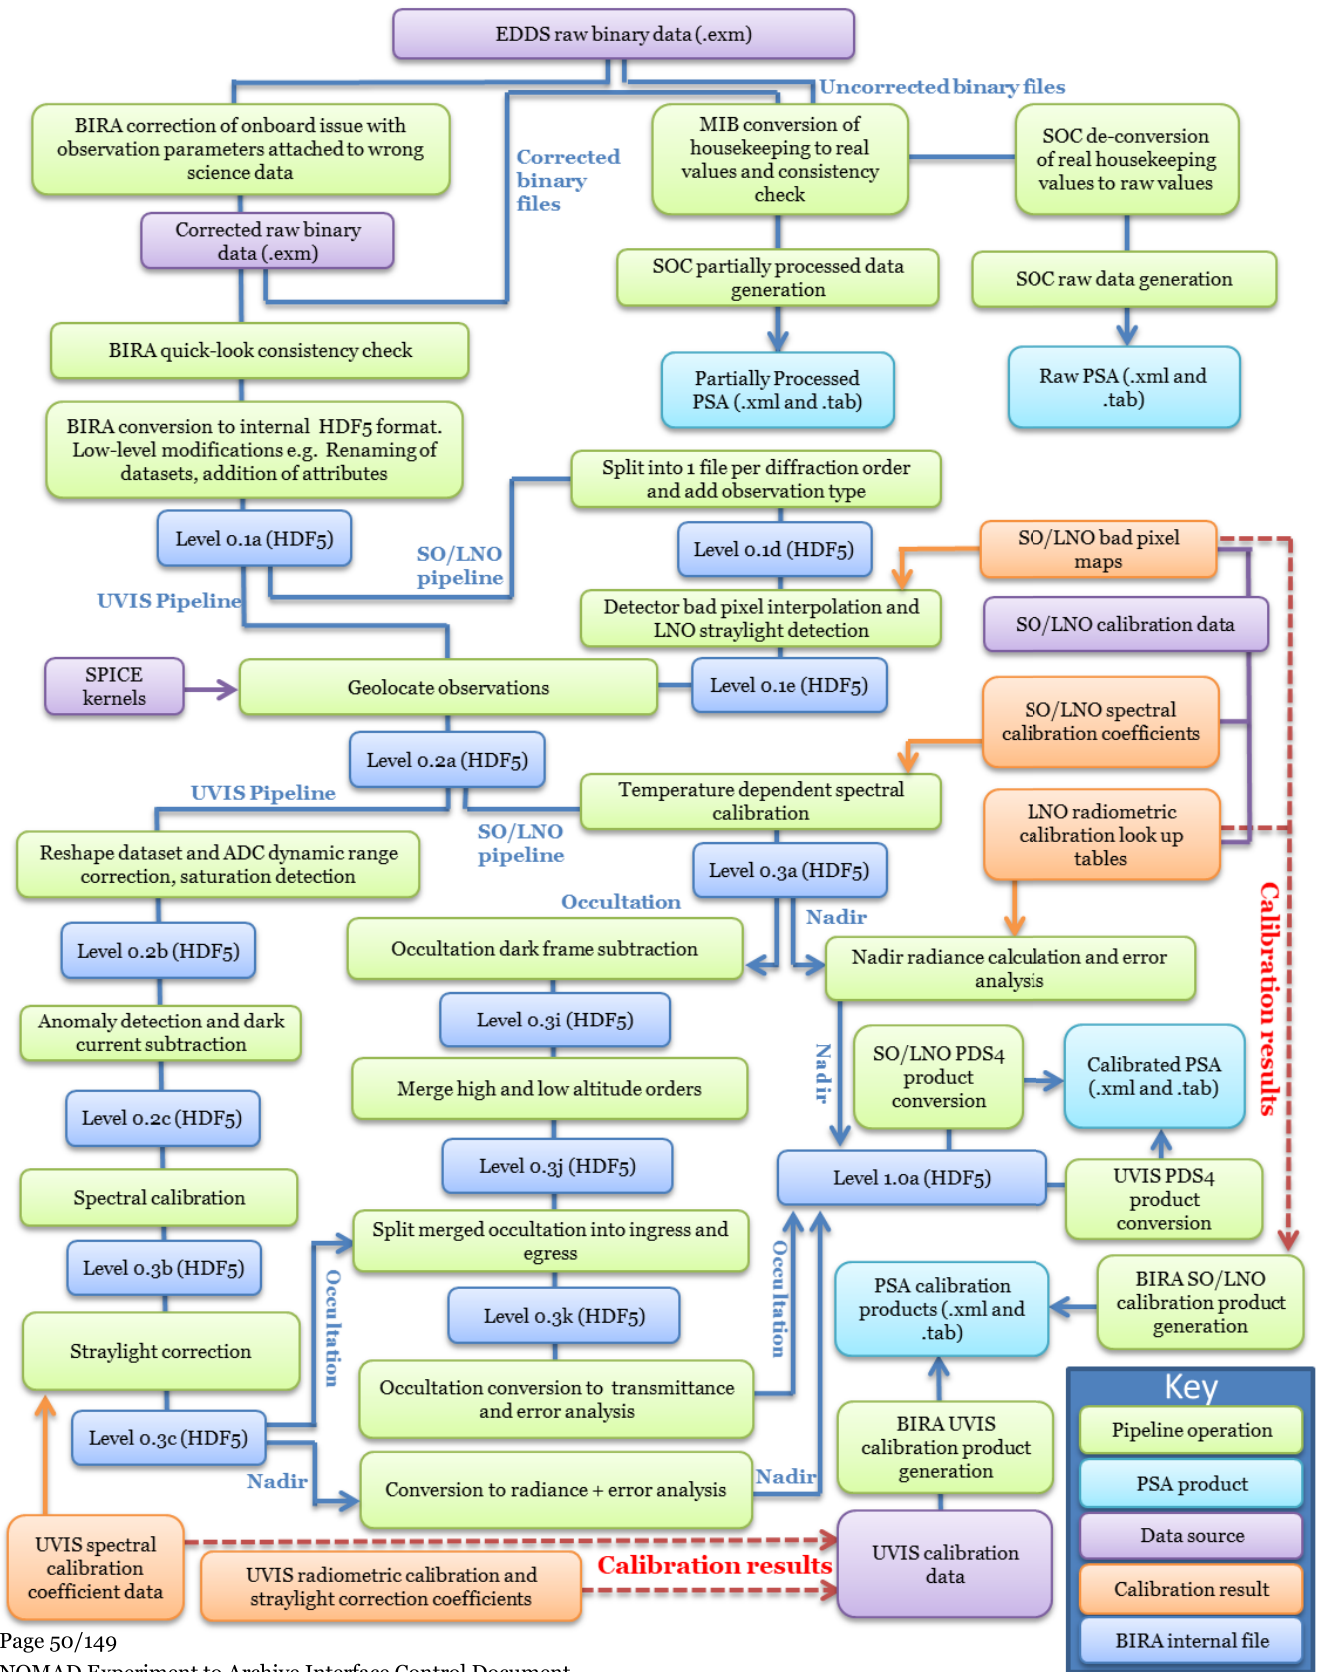 EDDS raw binary data (.exm)
Uncorrected binary files
BIRA correction of onboard issue with
observation parameters attached to wrong
science data
Corrected
binary
files
MIB conversion of
housekeeping to real
values and consistency
check
SOC de-conversion
of real housekeeping
values to raw values
Corrected raw binary
data (.exm)
SOC partially processed data
generation
SOC raw data generation
BIRA quick-look consistency check
Partially Processed
PSA (.xml and .tab)
Raw PSA (.xml and
.tab)
BIRA conversion to internal HDF5 format.
Low-level modifications e.g. Renaming of
datasets, addition of attributes
Split into 1 file per diffraction order
and add observation type
Level 0.1a (HDF5)
SO/LNO
pipeline
Level 0.1d (HDF5)
SO/LNO bad pixel
maps
UVIS Pipeline
Detector bad pixel interpolation and
LNO straylight detection
SO/LNO calibration data
SPICE
kernels
Geolocate observations
Level 0.1e (HDF5)
SO/LNO spectral
calibration coefficients
Level 0.2a (HDF5)
UVIS Pipeline
SO/LNO
pipeline
Temperature dependent spectral
calibration
LNO radiometric
calibration look up
tables
Reshape dataset and ADC dynamic range
correction, saturation detection
Level 0.3a (HDF5)
Occultation
Nadir
Calibration results
Level 0.2b (HDF5)
Occultation dark frame subtraction
Nadir radiance calculation and error
analysis
Anomaly detection and dark
current subtraction
Level 0.3i (HDF5)
Nadir
SO/LNO PDS4
product
conversion
Calibrated PSA
(.xml and .tab)
Level 0.2c (HDF5)
Merge high and low altitude orders
Spectral calibration
Level 0.3j (HDF5)
Level 1.0a (HDF5)
UVIS PDS4
product
conversion
Level 0.3b (HDF5)
Split merged occultation into ingress and
egress
Occultation
Occultation
Level 0.3k (HDF5)
PSA calibration
products (.xml and
.tab)
BIRA SO/LNO
calibration product
generation
Straylight correction
Occultation conversion to transmittance
and error analysis
Level 0.3c (HDF5)
Nadir
Conversion to radiance + error analysis
Nadir
BIRA UVIS
calibration product
generation
Key
Pipeline operation
PSA product
Data source
Calibration result
BIRA internal file
UVIS spectral
calibration
coefficient data
UVIS radiometric calibration and
straylight correction coefficients
Calibration results
UVIS calibration
data
Page 50/149
NOMAD Experiment to Archive Interface Control Document